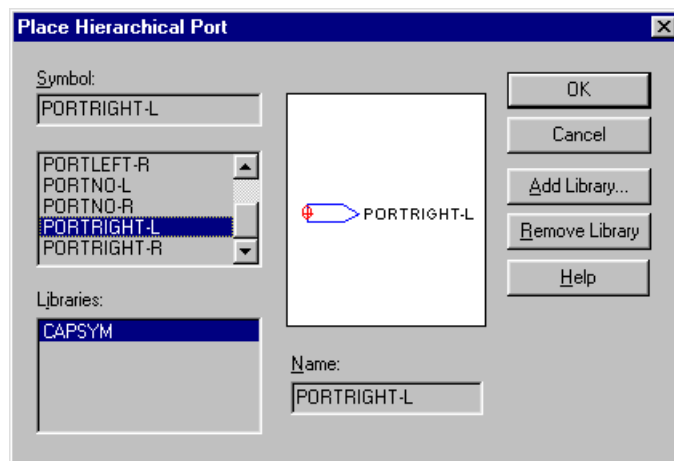 Place Hierarchical Port
Symbol:
PORTRIGHT-L
PORTLEFT-R
PORTNO-L
PORTNO-R
PORTRIGHT-L
PORTRIGHT-R
Libraries:
CAPSYM
PORTRIGHT-L
Name:
PORTRIGHT-L
OK
Cancel
Add Library...
Remove Library
Help